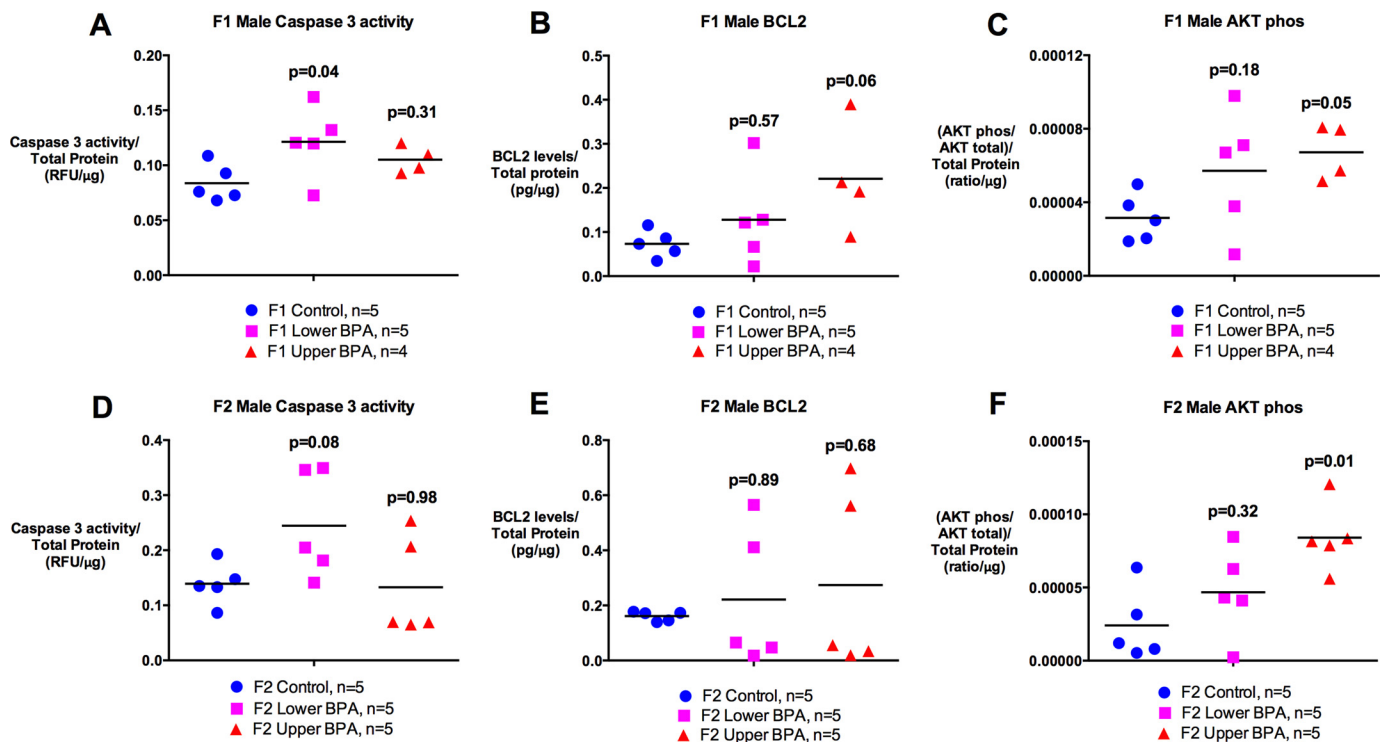 A
F1 Male Caspase 3 activity
Caspase 3 activity/
Total Protein
(RFU/µg)
0.20
0.15
0.10
0.05
0.00
p=0.04
p=0.31
F1 Control, n=5
F1 Lower BPA, n=5
F1 Upper BPA, n=4
B
F1 Male BCL2
BCL2 levels/
Total protein
(pg/µg)
0.5
0.4
0.3
0.2
0.1
0.0
p=0.57
p=0.06
F1 Control, n=5
F1 Lower BPA, n=5
F1 Upper BPA, n=4
C
F1 Male AKT phos
(AKT phos/
AKT total)/
Total Protein
(ratio/µg)
0.00012
0.00008
0.00004
0.00000
p=0.18
p=0.05
F1 Control, n=5
F1 Lower BPA, n=5
F1 Upper BPA, n=4
D
F2 Male Caspase 3 activity
Caspase 3 activity/
Total Protein
(RFU/µg)
0.4
0.3
0.2
0.1
0.0
p=0.08
p=0.98
F2 Control, n=5
F2 Lower BPA, n=5
F2 Upper BPA, n=5
E
F2 Male BCL2
BCL2 levels/
Total Protein
(pg/µg)
0.8
0.6
0.4
0.2
0.0
p=0.89
p=0.68
F2 Control, n=5
F2 Lower BPA, n=5
F2 Upper BPA, n=5
F
F2 Male AKT phos
(AKT phos/
AKT total)/
Total Protein
(ratio/µg)
0.00015
0.00010
0.00005
0.00000
p=0.32
p=0.01
F2 Control, n=5
F2 Lower BPA, n=5
F2 Upper BPA, n=5